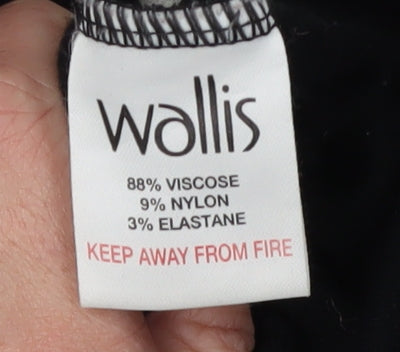 wallis
88% VISCOSE
9% NYLON
3% ELASTANE
KEEP AWAY FROM FIRE